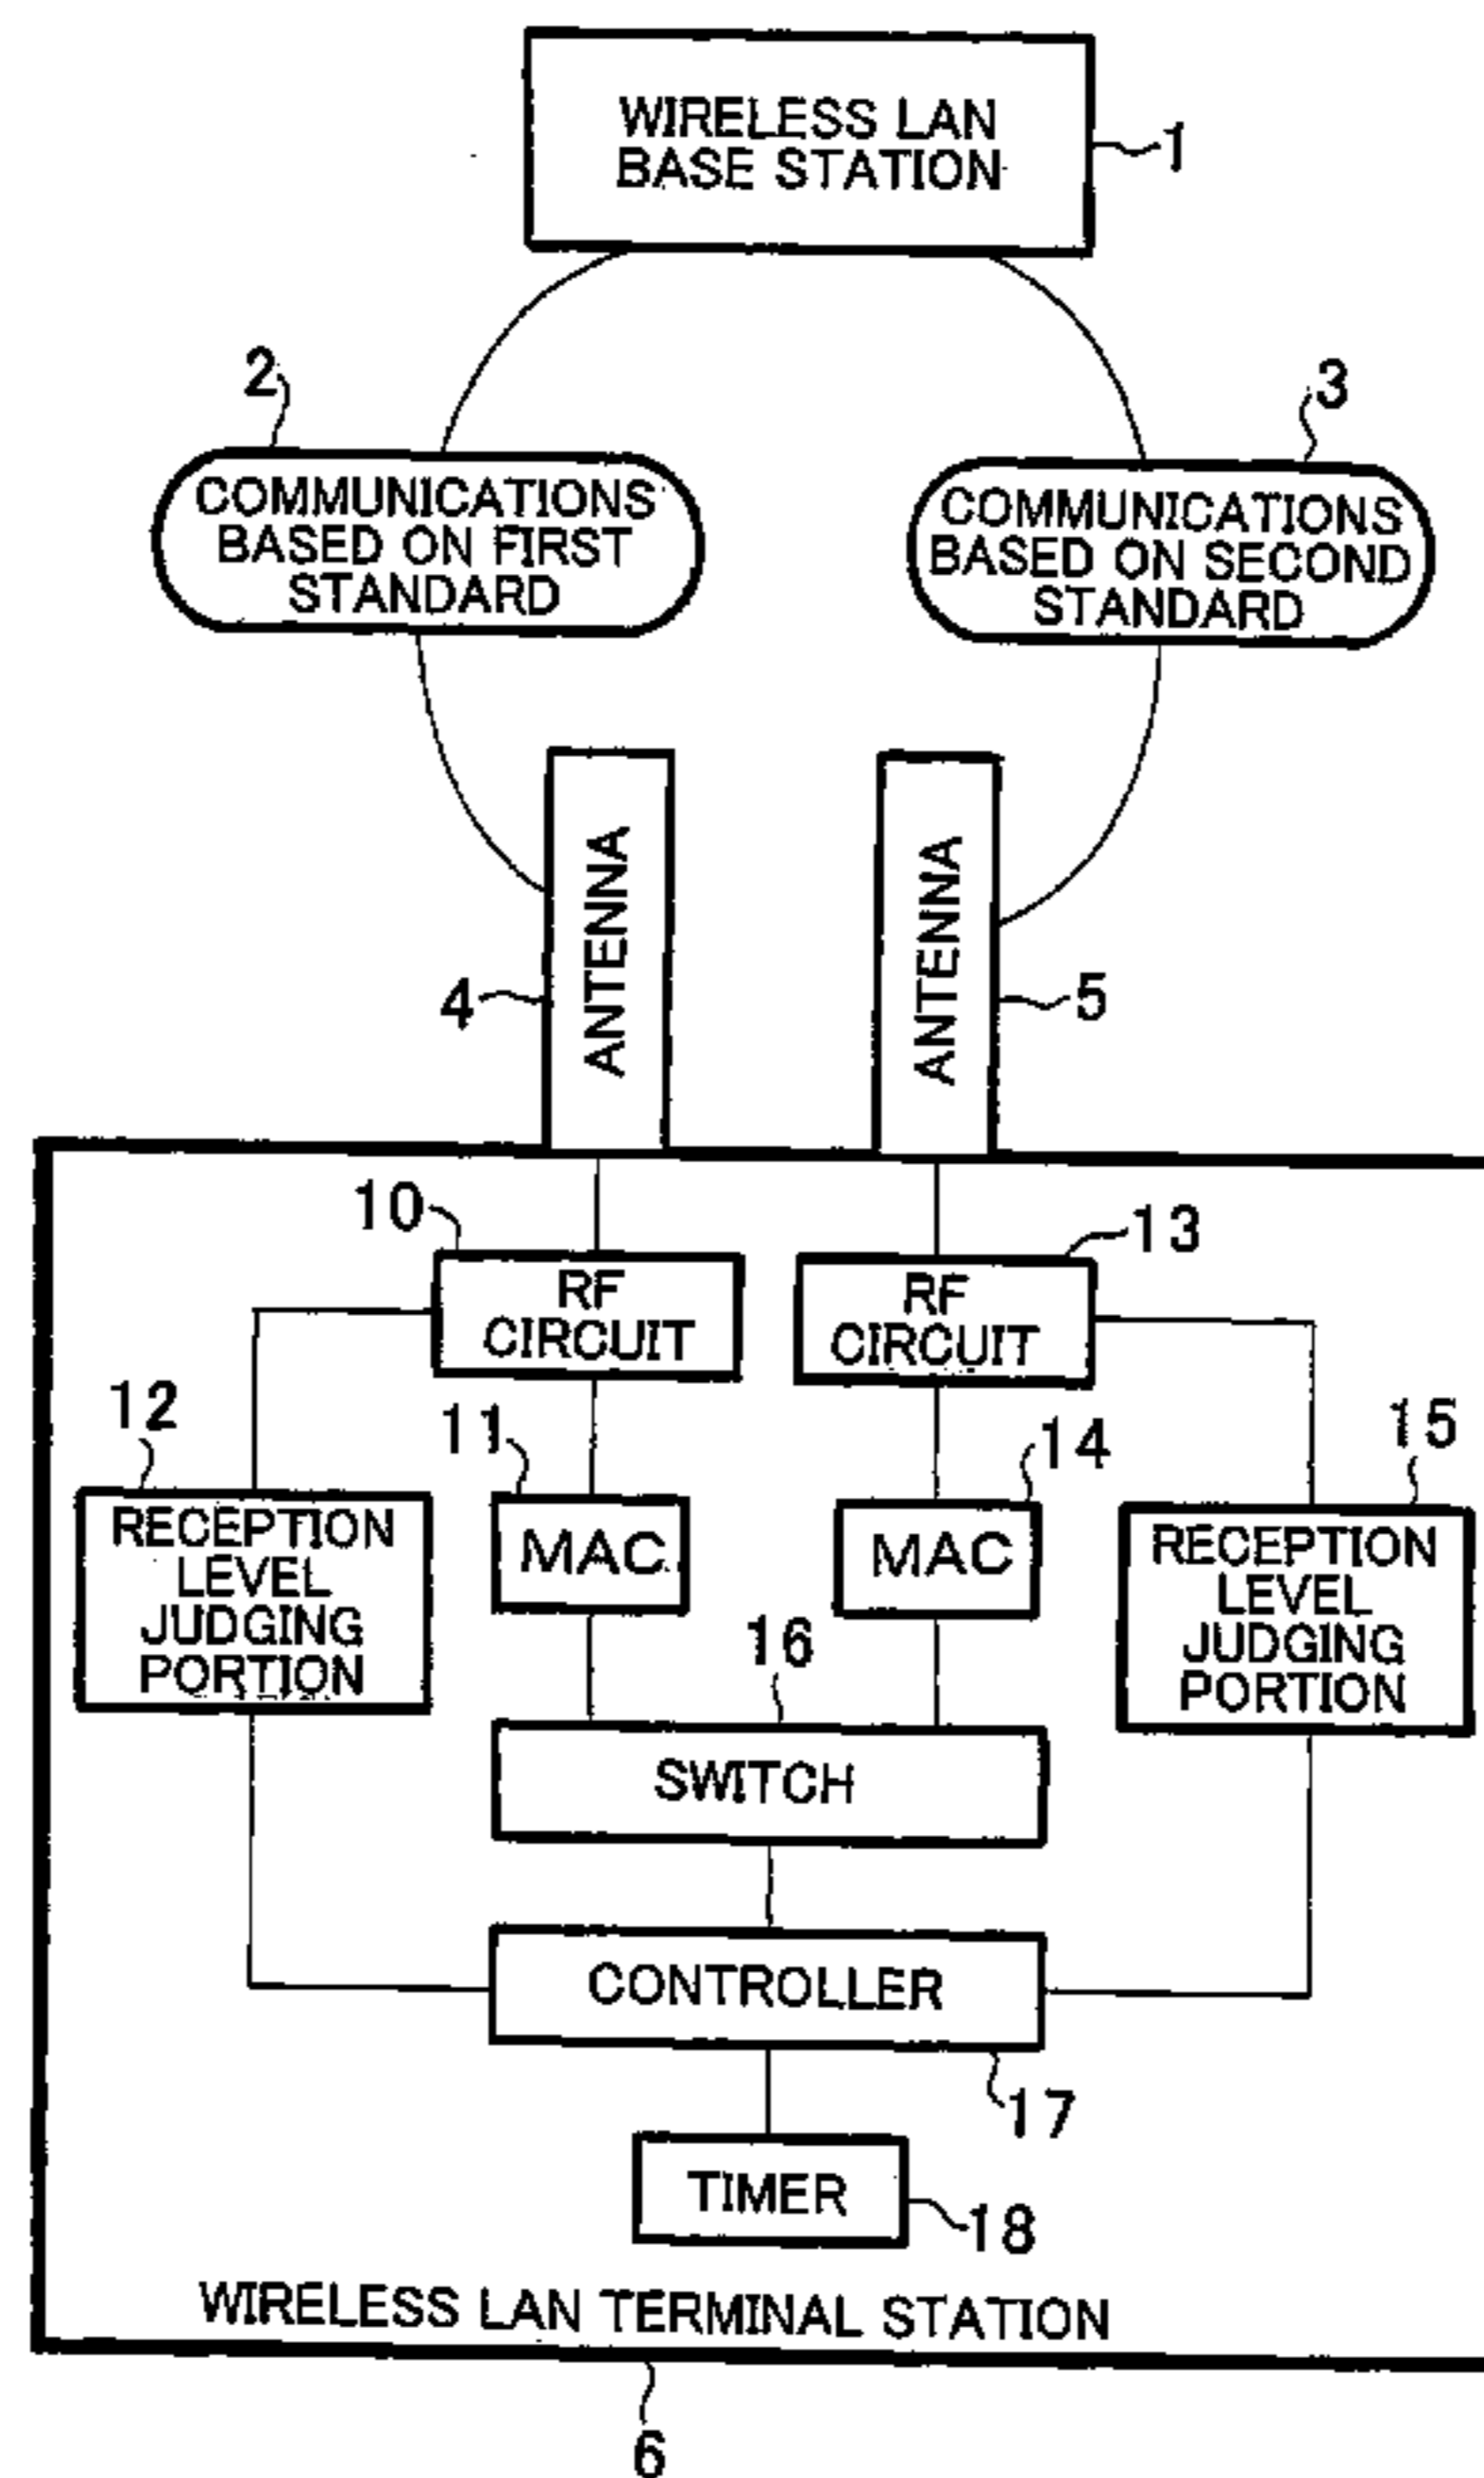 WIRELESS LAN
BASE STATION
1
2
3
COMMUNICATIONS
BASED ON FIRST
STANDARD
COMMUNICATIONS
BASED ON SECOND
STANDARD
ANTENNA
ANTENNA
4
5
10
13
RF
CIRCUIT
RF
CIRCUIT
12
11
14
15
RECEPTION
LEVEL
JUDGING
PORTION
MAC
MAC
RECEPTION
LEVEL
JUDGING
PORTION
16
SWITCH
CONTROLLER
17
TIMER
18
WIRELESS LAN TERMINAL STATION
6